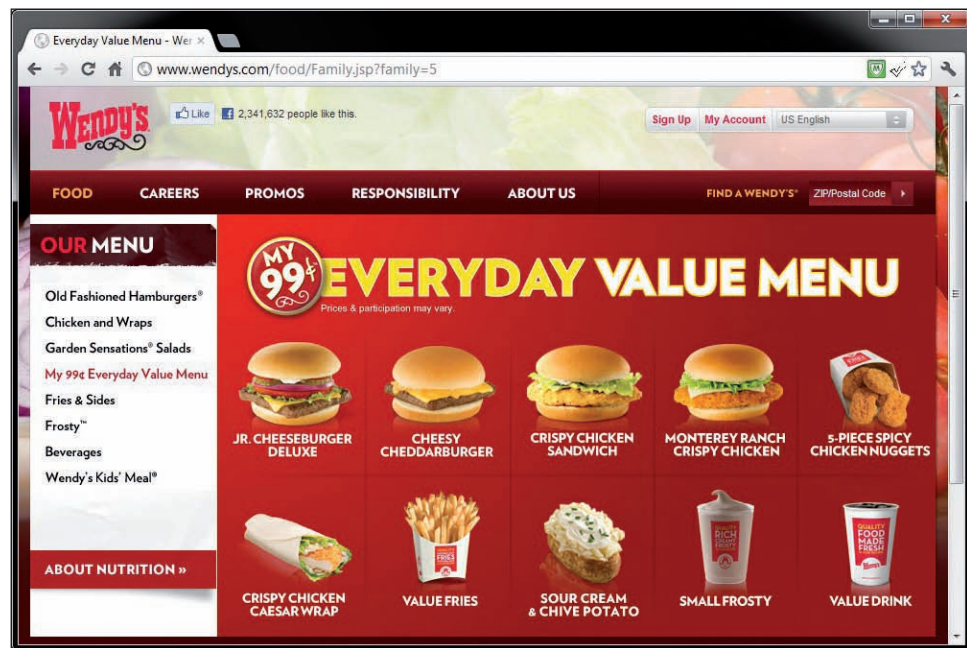 Everyday Value Menu - Wer
www.wendys.com/food/Family.jsp?family=5
WENDY'S
Like
2,341,632 people like this.
Sign Up
My Account
US English
FOOD
CAREERS
PROMOS
RESPONSIBILITY
ABOUT US
FIND A WENDY'S®
ZIP/Postal Code
OUR MENU
Old Fashioned Hamburgers®
Chicken and Wraps
Garden Sensations® Salads
My 99¢ Everyday Value Menu
Fries & Sides
Frosty™
Beverages
Wendy's Kids' Meal®
ABOUT NUTRITION »
MY
99¢
EVERYDAY VALUE MENU
Prices & participation may vary.
JR. CHEESEBURGER
DELUXE
CHEESY
CHEDDARBURGER
CRISPY CHICKEN
SANDWICH
MONTEREY RANCH
CRISPY CHICKEN
5-PIECE SPICY
CHICKEN NUGGETS
CRISPY CHICKEN
CAESAR WRAP
VALUE FRIES
SOUR CREAM
& CHIVE POTATO
SMALL FROSTY
QUALITY
FOOD
MADE
FRESH
VALUE DRINK